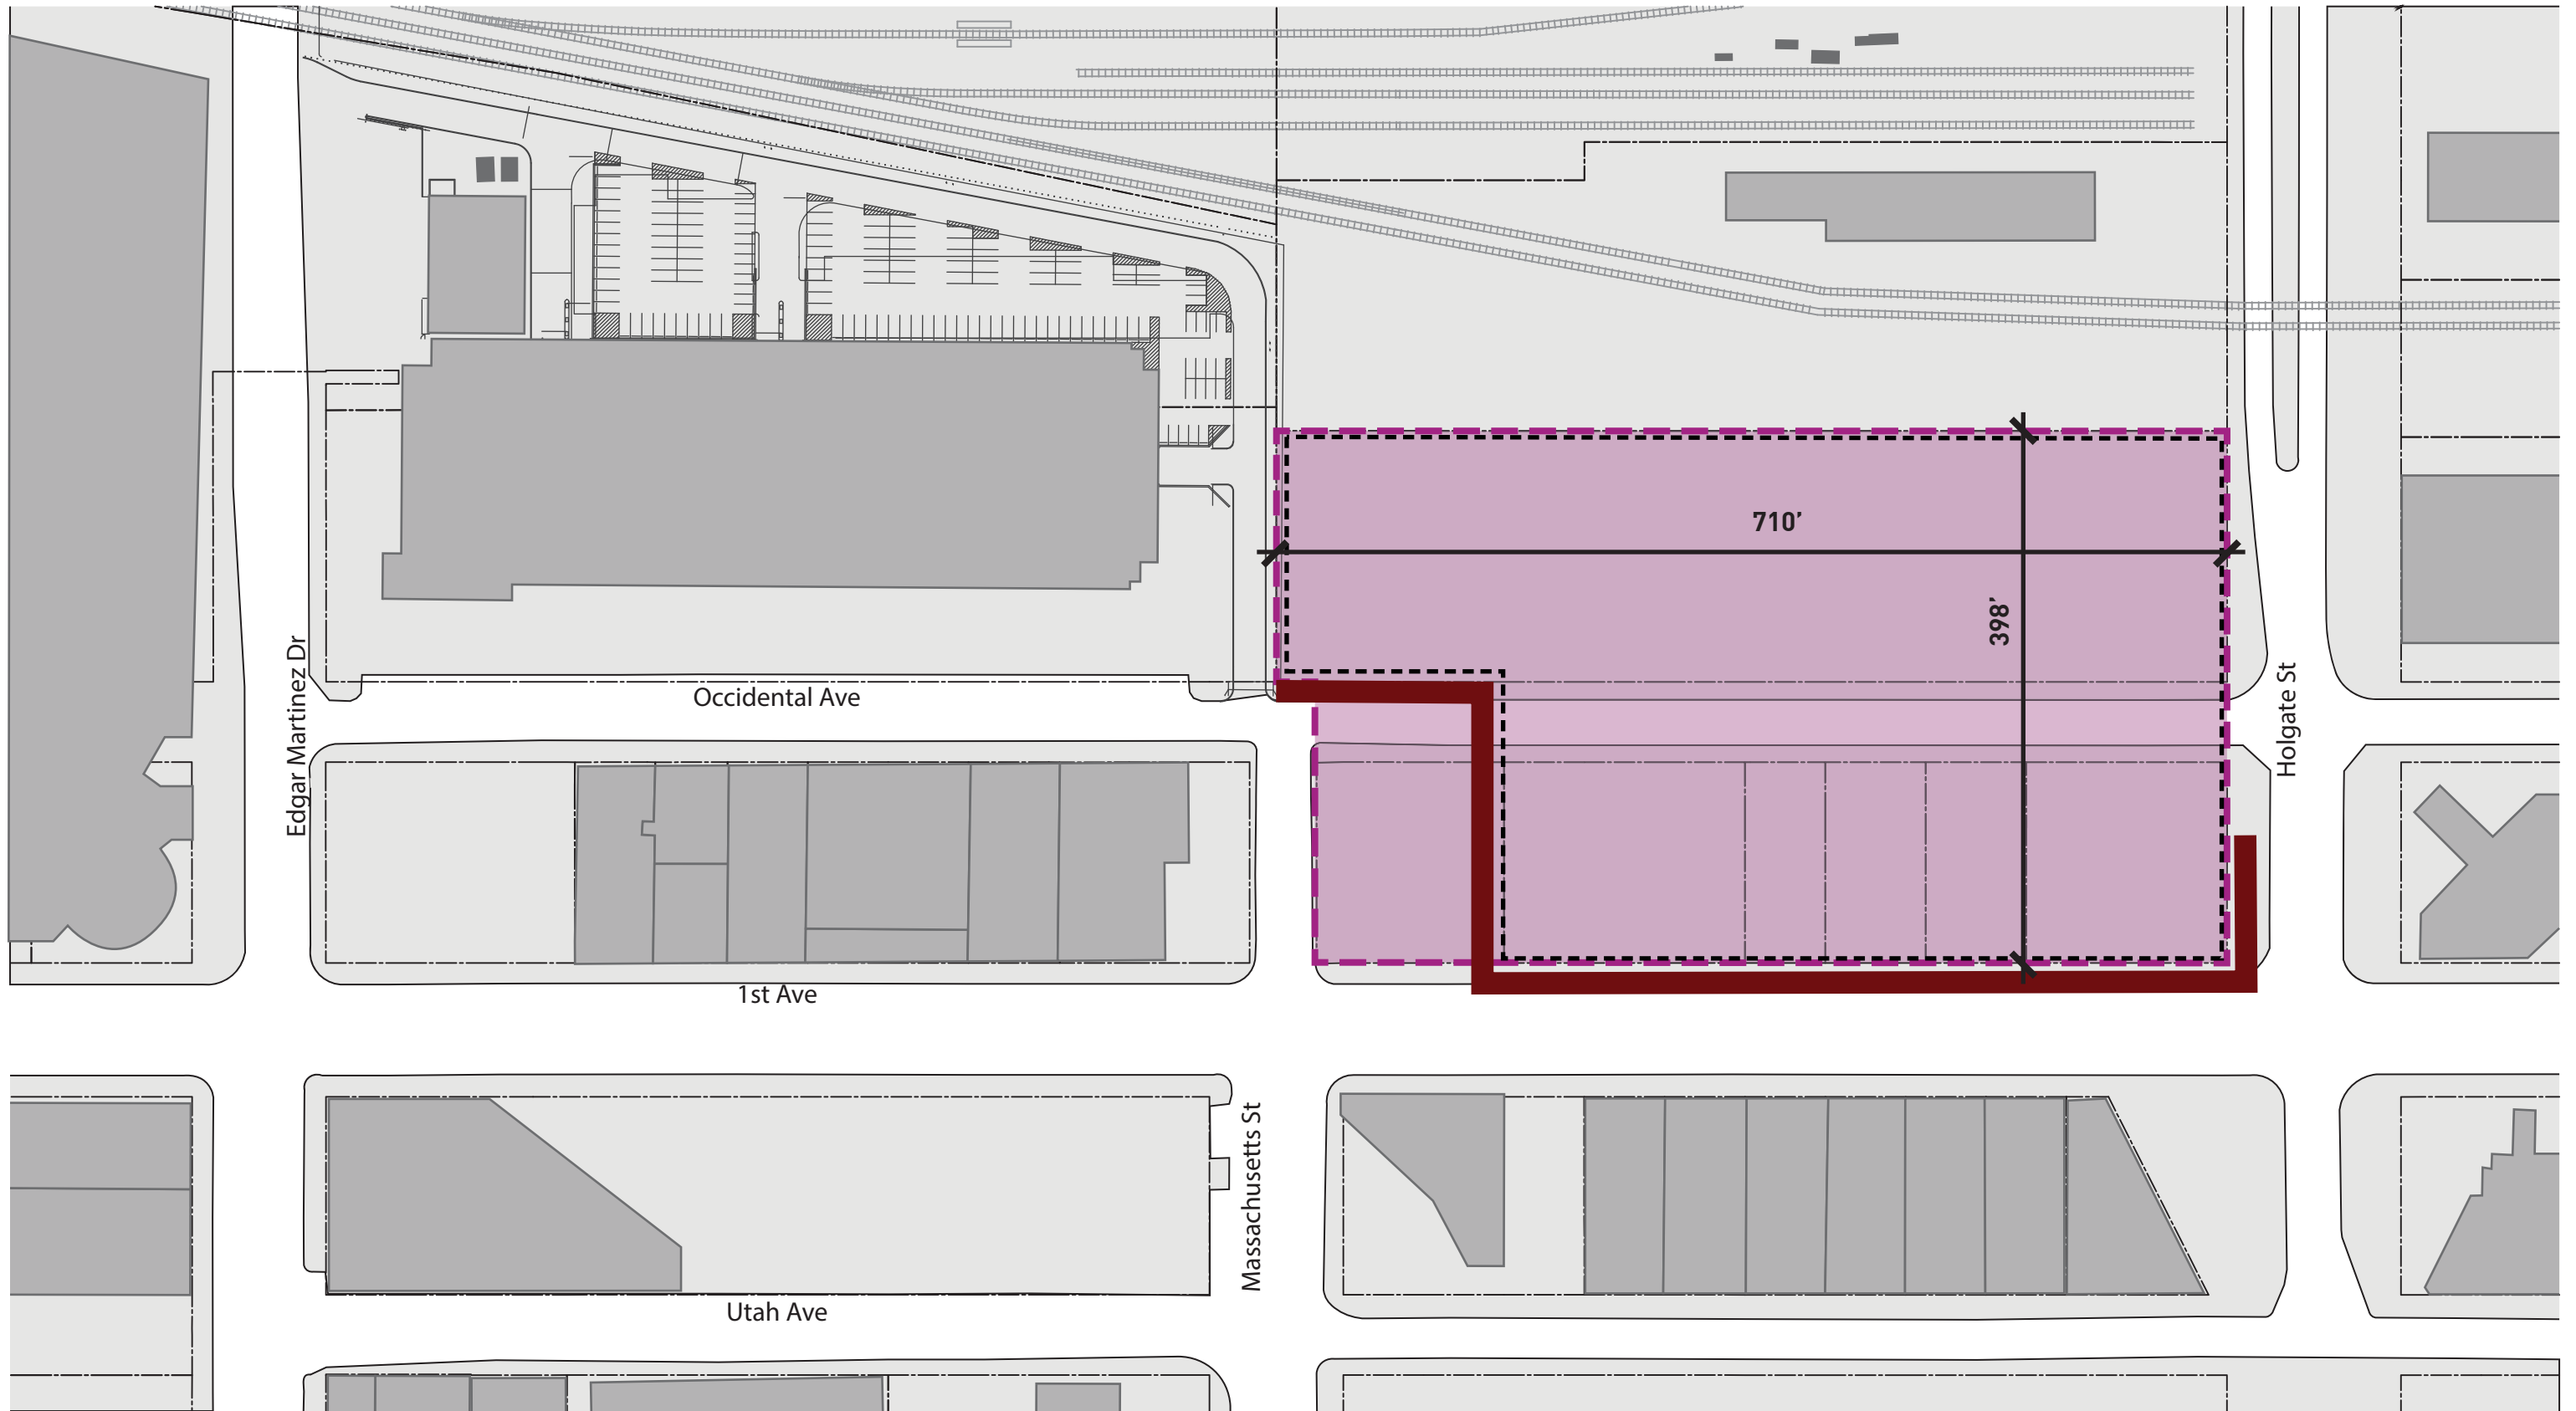 710’
398’
Edgar Martinez Dr
Occidental Ave
Holgate St
1st Ave
Massachusetts St
Utah Ave